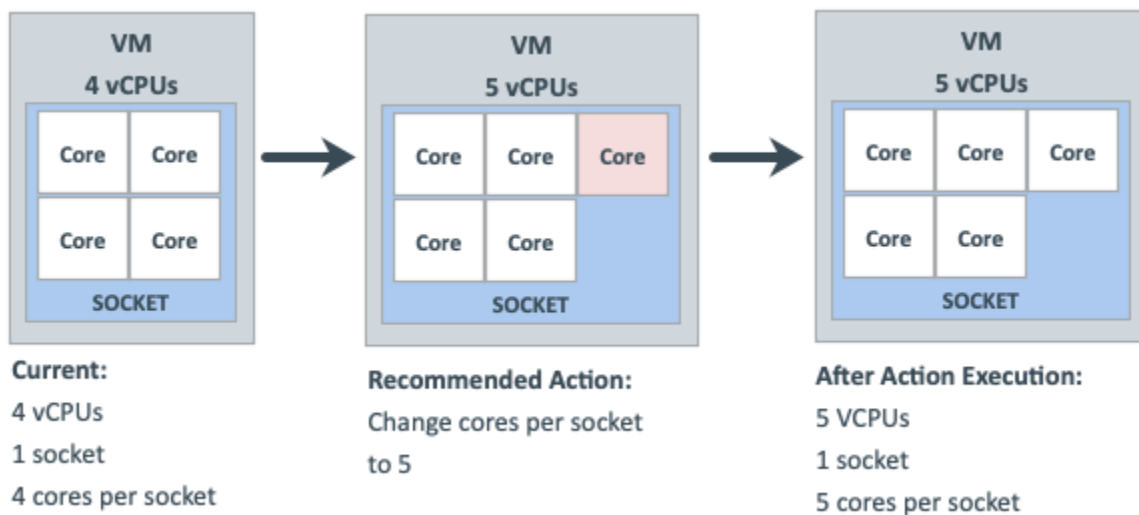 VM
4 vCPUs
Core Core
Core Core
SOCKET
Current:
4 vCPUs
1 socket
4 cores per socket
VM
5 vCPUs
Core Core Core
Core Core
SOCKET
Recommended Action:
Change cores per socket
to 5
VM
5 vCPUs
Core Core Core
Core Core
SOCKET
After Action Execution:
5 VCPUs
1 socket
5 cores per socket